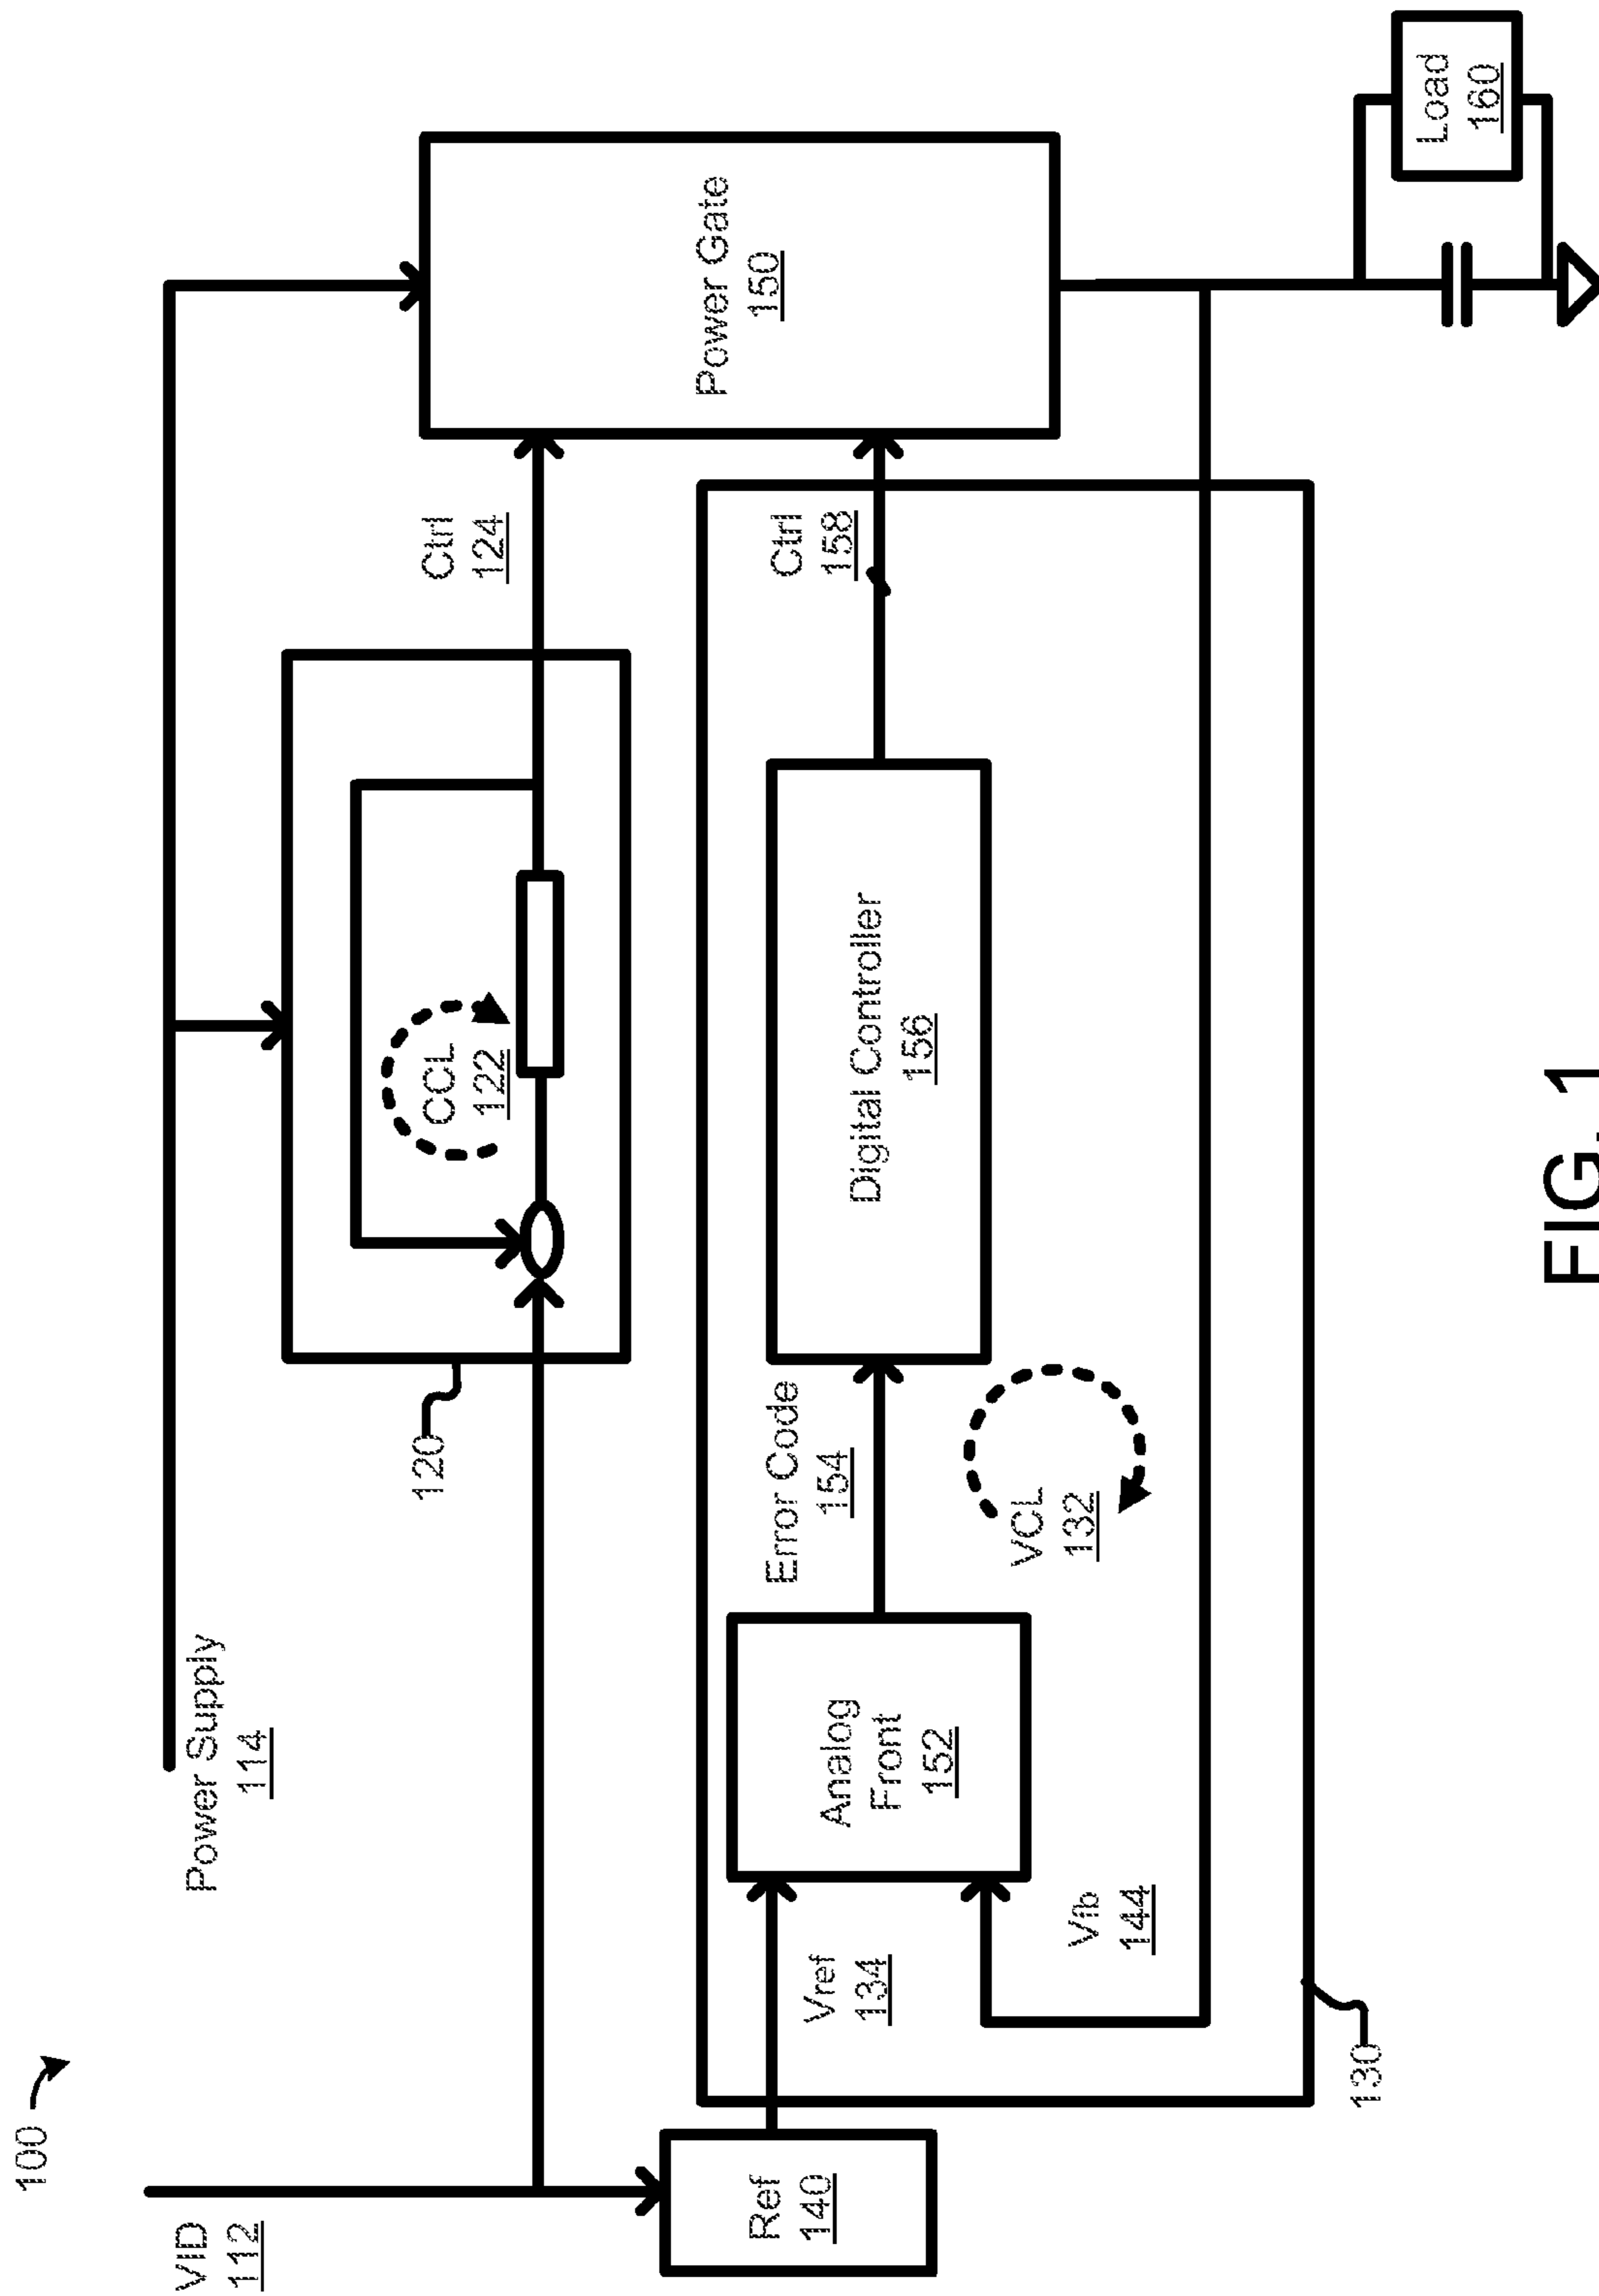 100
VID
112
Power Supply
114
120
CCL
122
Ctrl
124
Power Gate
150
Ref
140
Vref
134
Analog
Front
152
Error Code
154
Digital Controller
156
Ctrl
158
VCL
132
Vfb
144
130
Load
160
FIG. 1